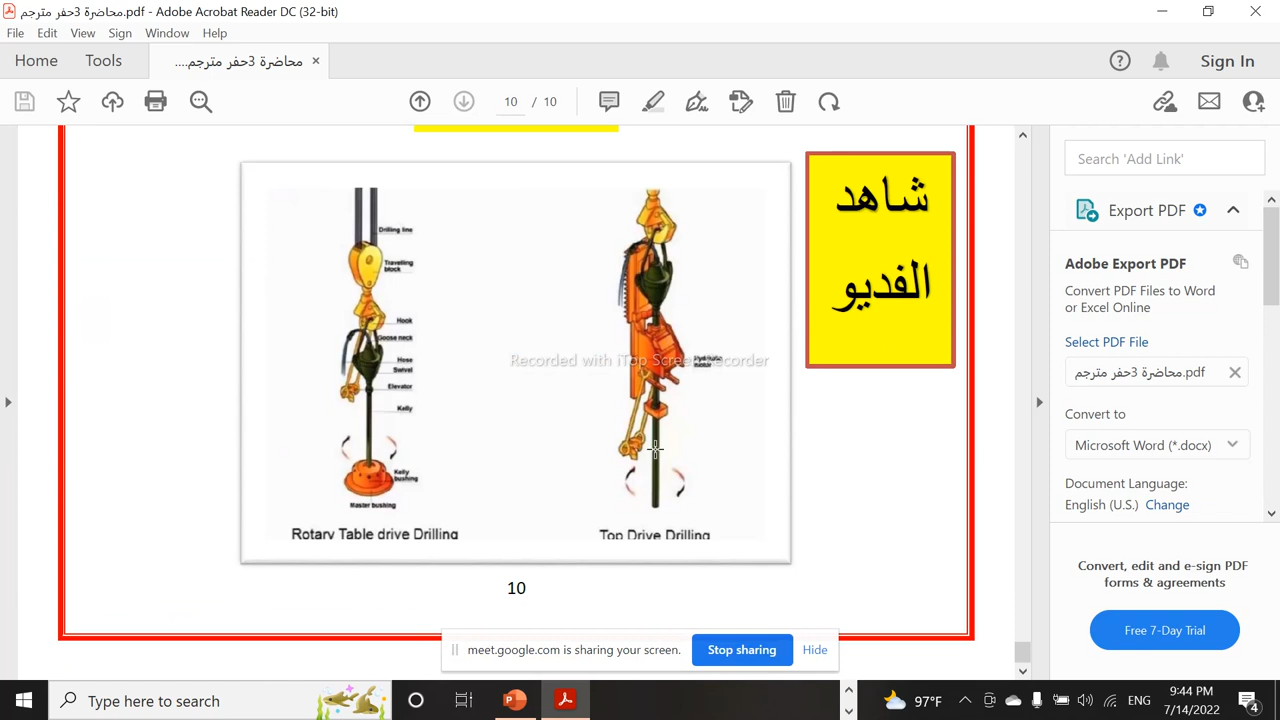 محاضرة 3حفر مترجم.pdf - Adobe Acrobat Reader DC (32-bit)
File Edit View Sign Window Help
Home Tools محاضرة 3حفر مترجم.... × Sign In
10 / 10
Search 'Add Link'
Export PDF
Adobe Export PDF
Convert PDF Files to Word
or Excel Online
Select PDF File
محاضرة 3حفر مترجم.pdf
Convert to
Microsoft Word (*.docx)
Document Language:
English (U.S.) Change
Convert, edit and e-sign PDF
forms & agreements
Free 7-Day Trial
شاهد
الفديو
Drilling line
Travelling
block
Hook
Goose neck
Hose
Swivel
Elevator
Kelly
Kelly
bushing
Master bushing
motor
Recorded with iTop Screen Recorder
Rotary Table drive Drilling
Top Drive Drilling
10
meet.google.com is sharing your screen. Stop sharing Hide
Type here to search
97°F
ENG
9:44 PM
7/14/2022
4